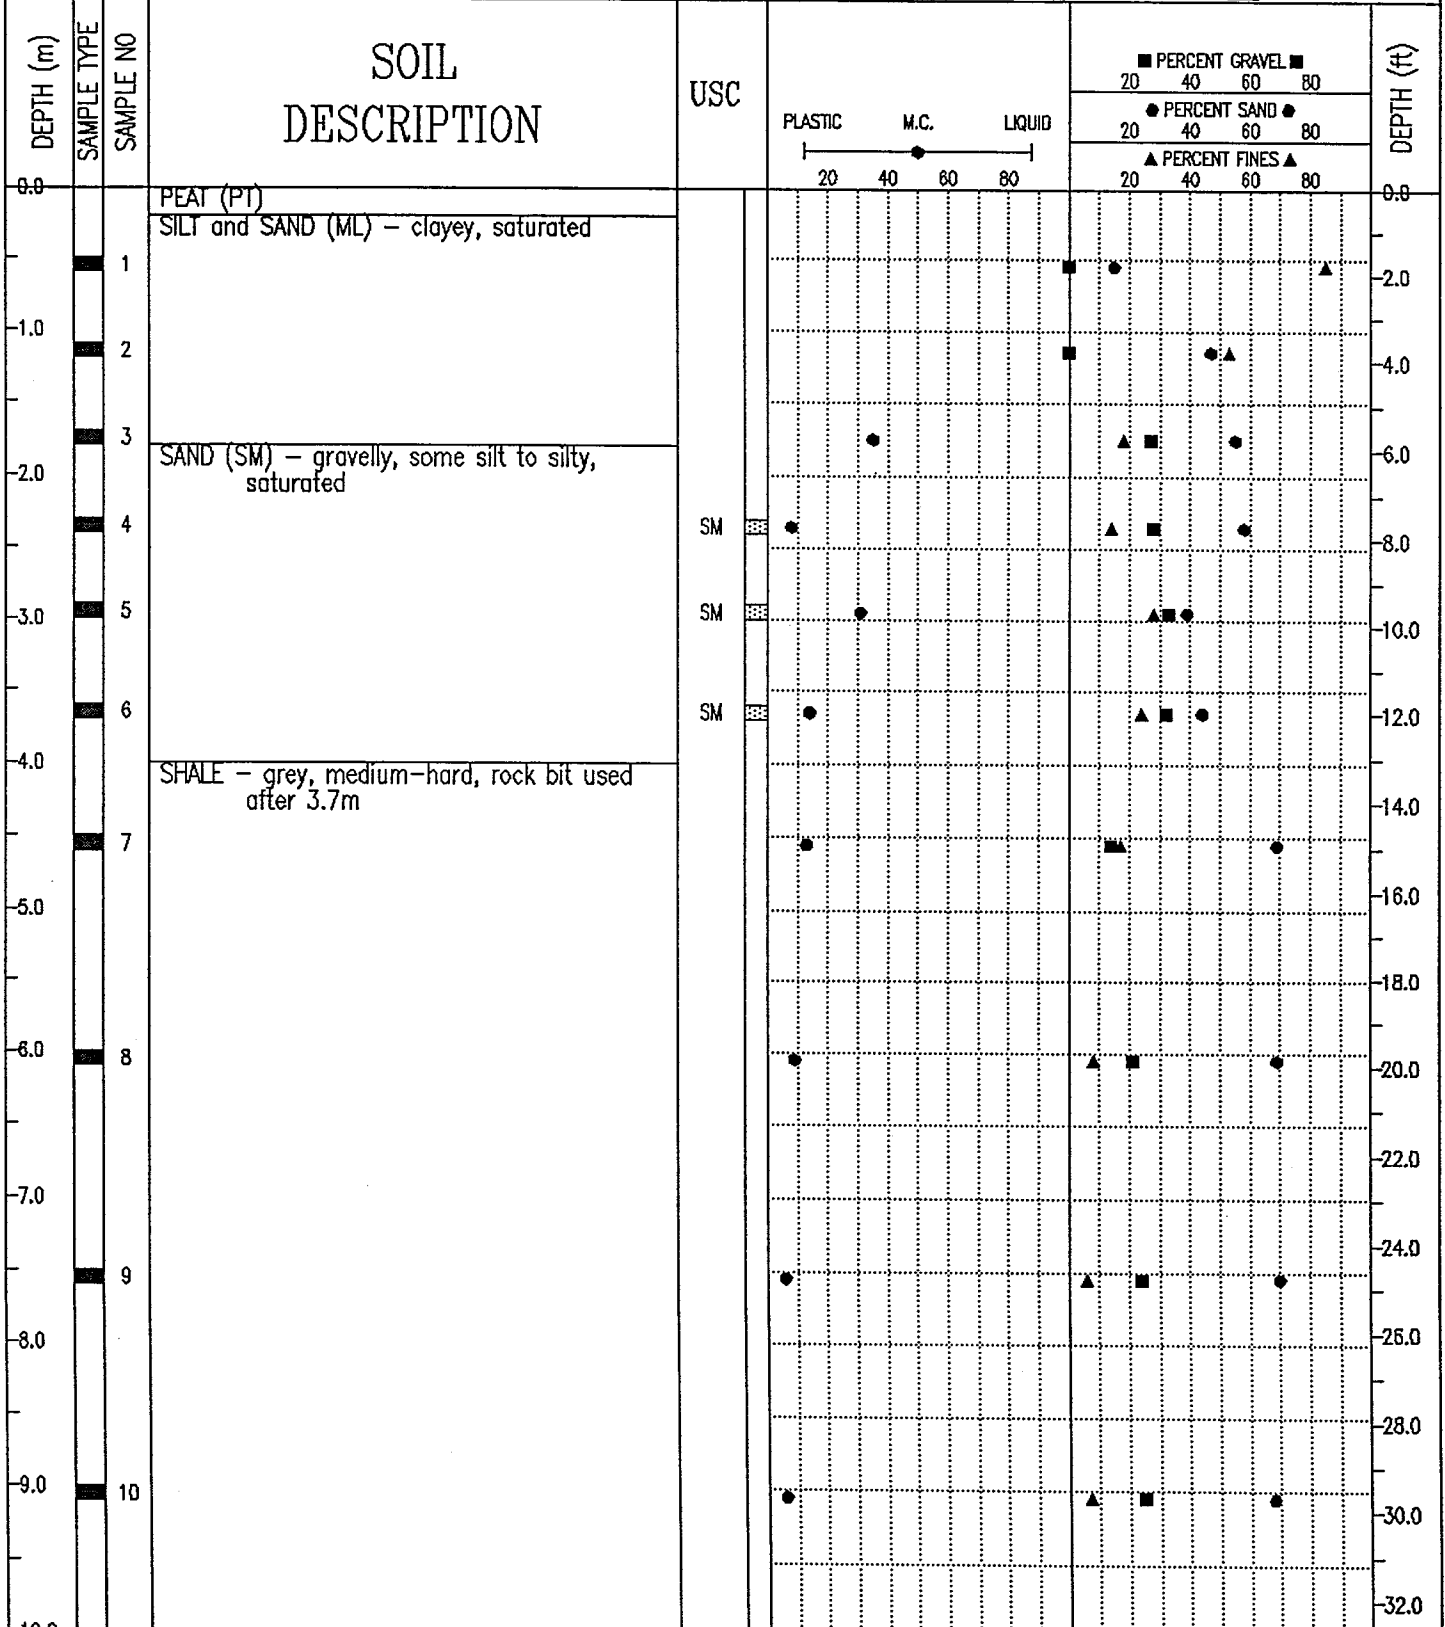 DEPTH (m)
SAMPLE TYPE
SAMPLE NO
SOIL
DESCRIPTION
USC
PLASTIC M.C. LIQUID
20 40 60 80
■ PERCENT GRAVEL ■
20 40 60 80
● PERCENT SAND ●
20 40 60 80
▲ PERCENT FINES ▲
20 40 60 80
DEPTH (ft)
0.0
PEAT (PT)
0.0
SILT and SAND (ML) – clayey, saturated
1
2.0
1.0
2
4.0
3
SAND (SM) – gravelly, some silt to silty,
saturated
6.0
2.0
4
SM
8.0
3.0
5
SM
10.0
6
SM
12.0
4.0
SHALE – grey, medium-hard, rock bit used
after 3.7m
14.0
7
5.0
16.0
18.0
6.0
8
20.0
22.0
7.0
24.0
9
8.0
26.0
28.0
9.0
10
30.0
32.0